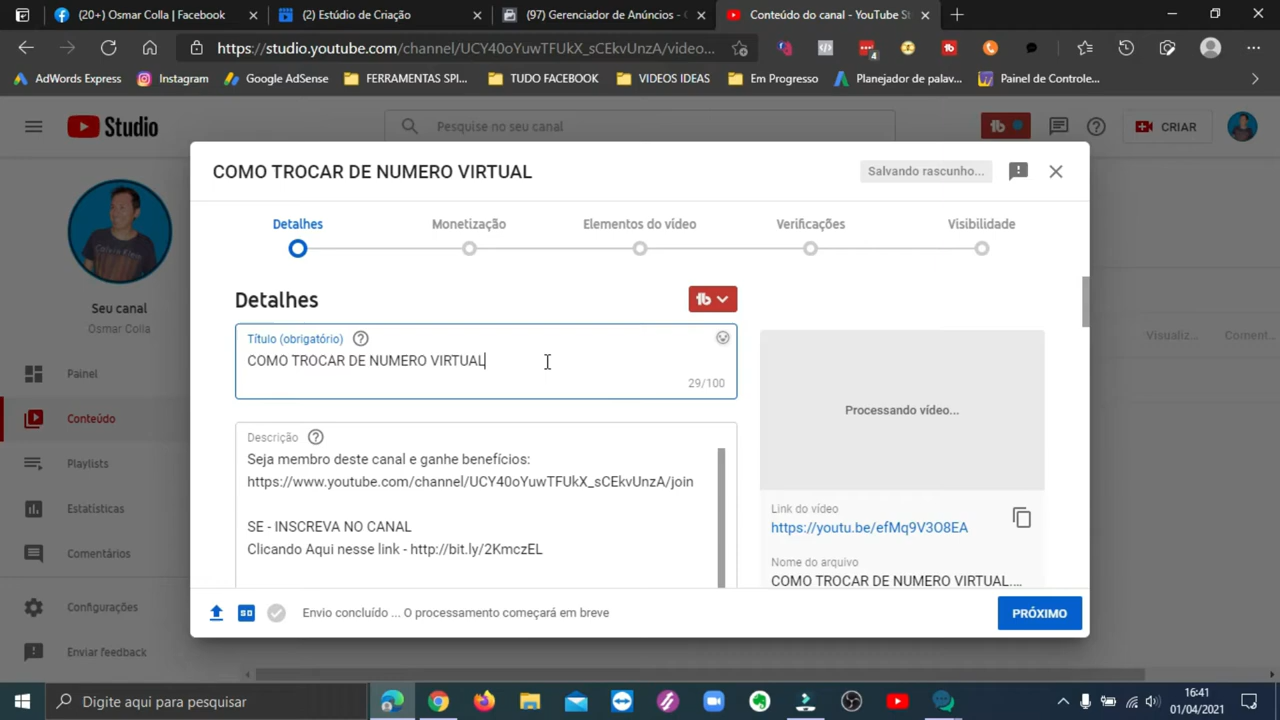 (20+) Osmar Colla | Facebook
(2) Estúdio de Criação
(97) Gerenciador de Anúncios - G
Conteúdo do canal - YouTube St
https://studio.youtube.com/channel/UCY40oYuwTFUkX_sCEkvUnzA/video...
4
AdWords Express
Instagram
Google AdSense
FERRAMENTAS SPI...
TUDO FACEBOOK
VIDEOS IDEAS
Em Progresso
Planejador de palav...
Painel de Controle...
Studio
Pesquise no seu canal
CRIAR
COMO TROCAR DE NUMERO VIRTUAL
Salvando rascunho...
Detalhes
Monetização
Elementos do vídeo
Verificações
Visibilidade
Detalhes
Título (obrigatório)
COMO TROCAR DE NUMERO VIRTUAL
29/100
Descrição
Seja membro deste canal e ganhe benefícios:
https://www.youtube.com/channel/UCY40oYuwTFUkX_sCEkvUnzA/join
SE - INSCREVA NO CANAL
Clicando Aqui nesse link - http://bit.ly/2KmczEL
Processando vídeo...
Link do vídeo
https://youtu.be/efMq9V3O8EA
Nome do arquivo
COMO TROCAR DE NUMERO VIRTUAL....
SD
Envio concluído ... O processamento começará em breve
PRÓXIMO
Seu canal
Osmar Colla
Painel
Conteúdo
Playlists
Estatísticas
Comentários
Configurações
Enviar feedback
Visualiz...
Coment...
Digite aqui para pesquisar
16:41
01/04/2021